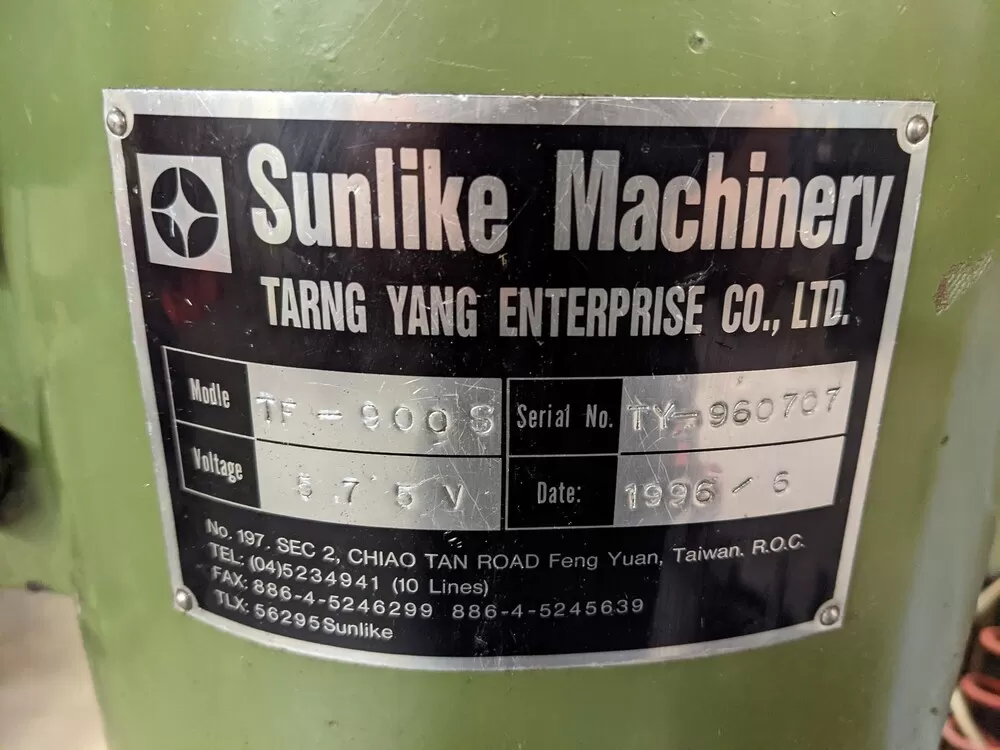 Sunlike Machinery
TARNG YANG ENTERPRISE CO., LTD.
Modle TF-900S Serial No. TY-960707
Voltage 575V Date: 1996/6
No. 197, SEC 2, CHIAO TAN ROAD Feng Yuan, Taiwan. R.O.C.
TEL: (04)5234941 (10 Lines)
FAX: 886-4-5246299 886-4-5245639
TLX: 56295 Sunlike